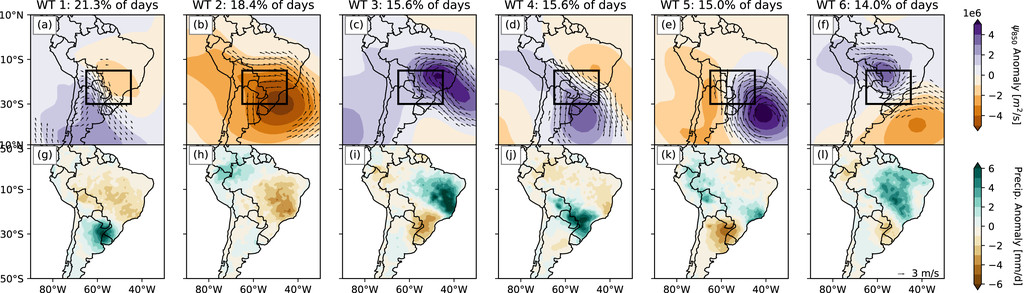 WT 1: 21.3% of days WT 2: 18.4% of days WT 3: 15.6% of days WT 4: 15.6% of days WT 5: 15.0% of days WT 6: 14.0% of days
10°N (a) (b) (c) (d) (e) (f) 1e6
10°S
30°S
4
2
0
−2
−4
ψ850 Anomaly [m²/s]
10°N
50°S
(g) (h) (i) (j) (k) (l)
10°S
30°S
50°S
6
4
2
0
−2
−4
−6
Precip. Anomaly [mm/d]
→ 3 m/s
80°W 60°W 40°W 80°W 60°W 40°W 80°W 60°W 40°W 80°W 60°W 40°W 80°W 60°W 40°W 80°W 60°W 40°W